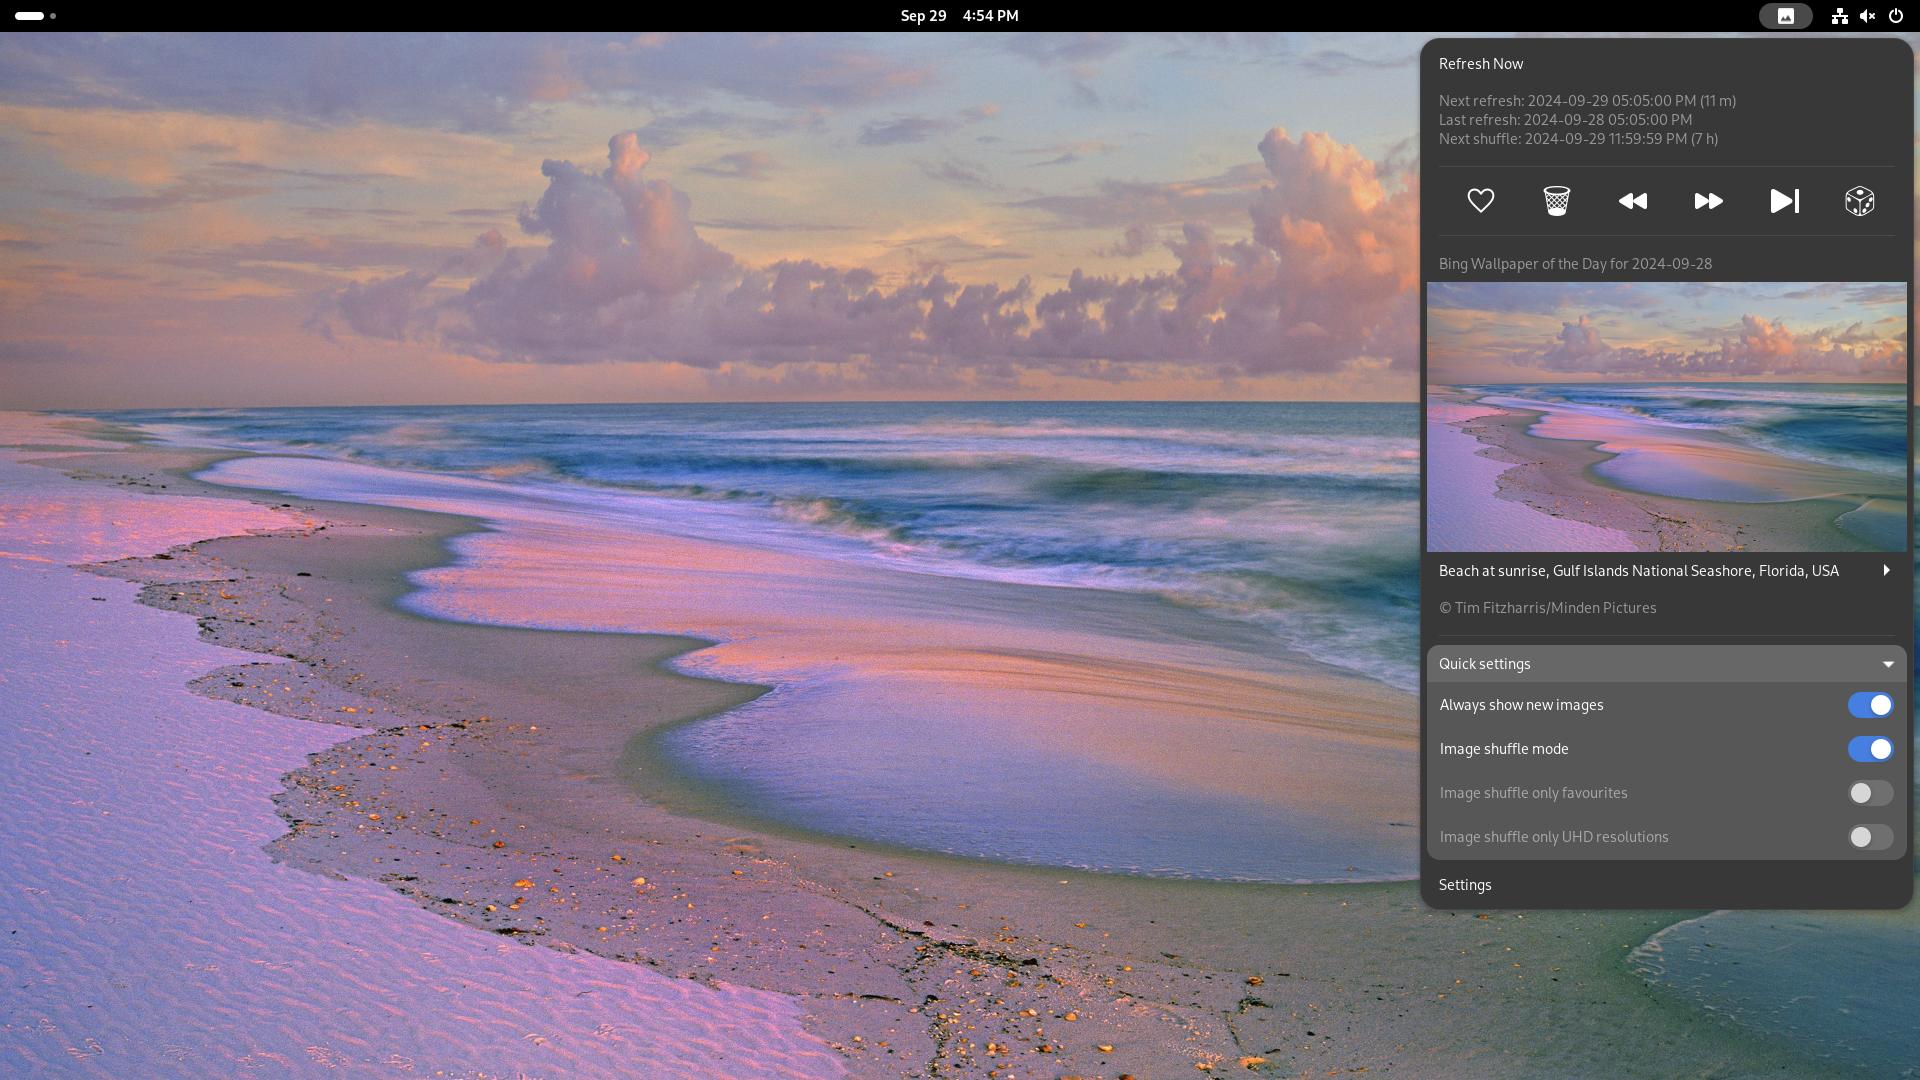 Sep 29 4:54 PM
Refresh Now
Next refresh: 2024-09-29 05:05:00 PM (11 m)
Last refresh: 2024-09-28 05:05:00 PM
Next shuffle: 2024-09-29 11:59:59 PM (7 h)
Bing Wallpaper of the Day for 2024-09-28
Beach at sunrise, Gulf Islands National Seashore, Florida, USA
© Tim Fitzharris/Minden Pictures
Quick settings
Always show new images
Image shuffle mode
Image shuffle only favourites
Image shuffle only UHD resolutions
Settings